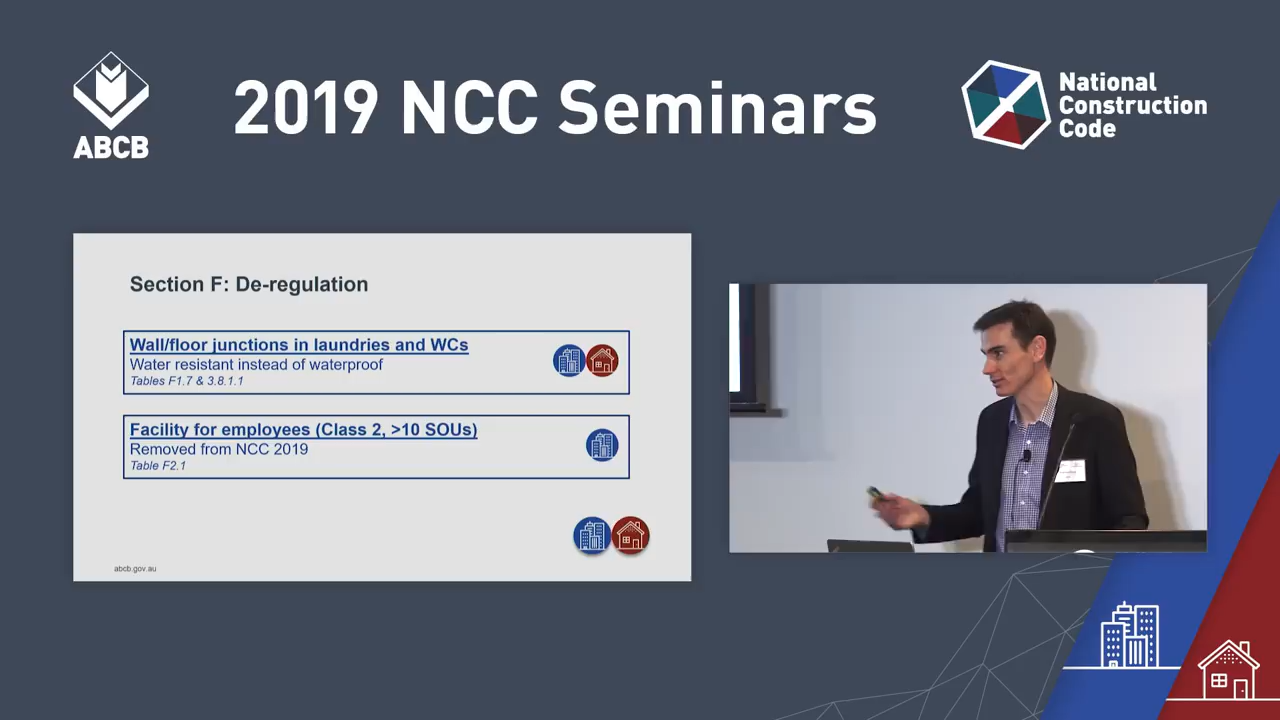 ABCB
2019 NCC Seminars
National
Construction
Code
Section F: De-regulation
Wall/floor junctions in laundries and WCs
Water resistant instead of waterproof
Tables F1.7 & 3.8.1.1
Facility for employees (Class 2, >10 SOUs)
Removed from NCC 2019
Table F2.1
abcb.gov.au